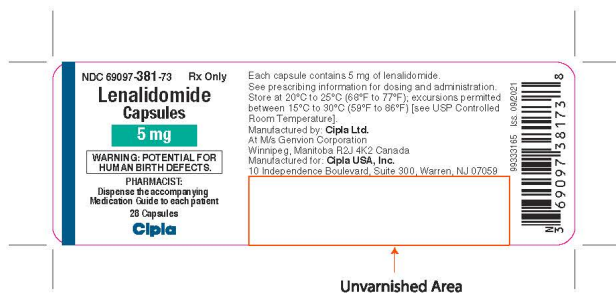 NDC 69097-381-73 Rx Only
Lenalidomide
Capsules
5 mg
WARNING: POTENTIAL FOR
HUMAN BIRTH DEFECTS.
PHARMACIST:
Dispense the accompanying
Medication Guide to each patient
28 Capsules
Cipla
Each capsule contains 5 mg of lenalidomide.
See prescribing information for dosing and administration.
Store at 20°C to 25°C (68°F to 77°F); excursions permitted
between 15°C to 30°C (59°F to 86°F) [see USP Controlled
Room Temperature].
Manufactured by: Cipla Ltd.
At M/s Genvion Corporation
Winnipeg, Manitoba R2J 4K2 Canada
Manufactured for: Cipla USA, Inc.
10 Independence Boulevard, Suite 300, Warren, NJ 07059
99333165 Iss. 09/2021
N 3 69097 38173 8
Unvarnished Area